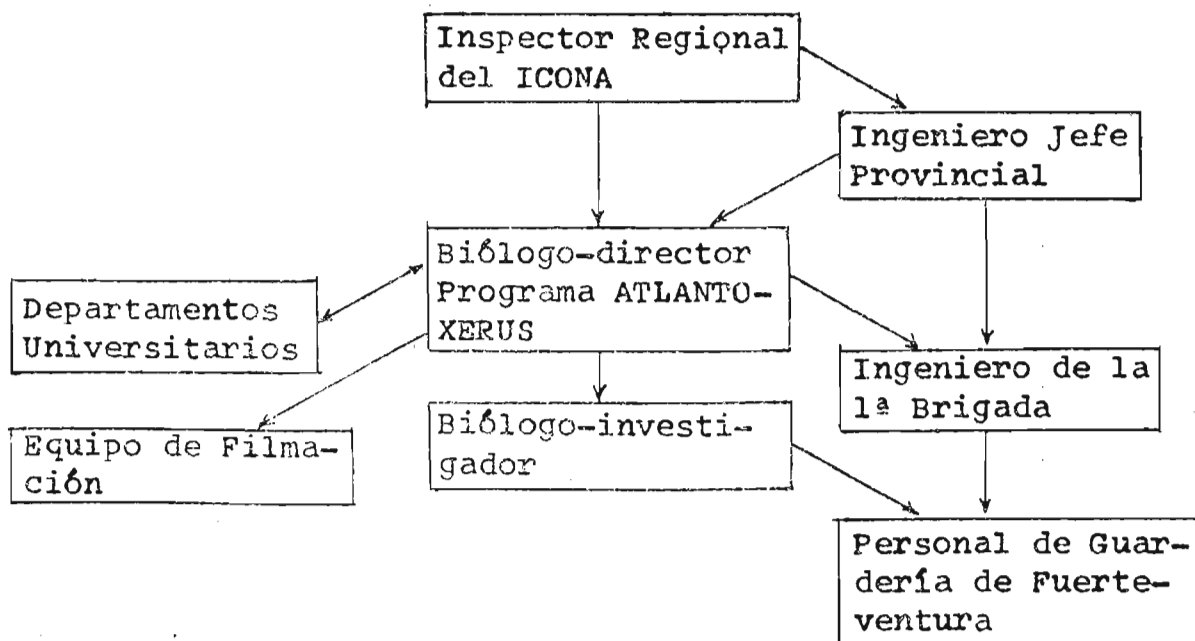 Inspector Regional
del ICONA
Ingeniero Jefe
Provincial
Biólogo-director
Programa ATLANTO-
XERUS
Departamentos
Universitarios
Ingeniero de la
1ª Brigada
Biólogo-investi-
gador
Equipo de Filma-
ción
Personal de Guar-
dería de Fuerte-
ventura